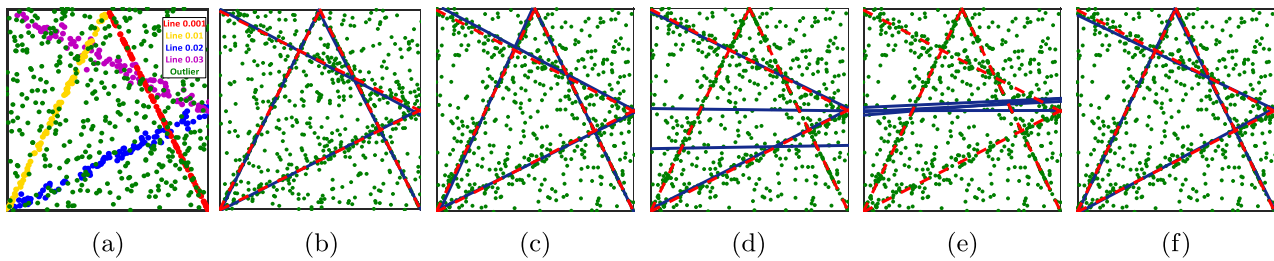 Line 0.001
Line 0.01
Line 0.02
Line 0.03
Outlier
(a) (b) (c) (d) (e) (f)